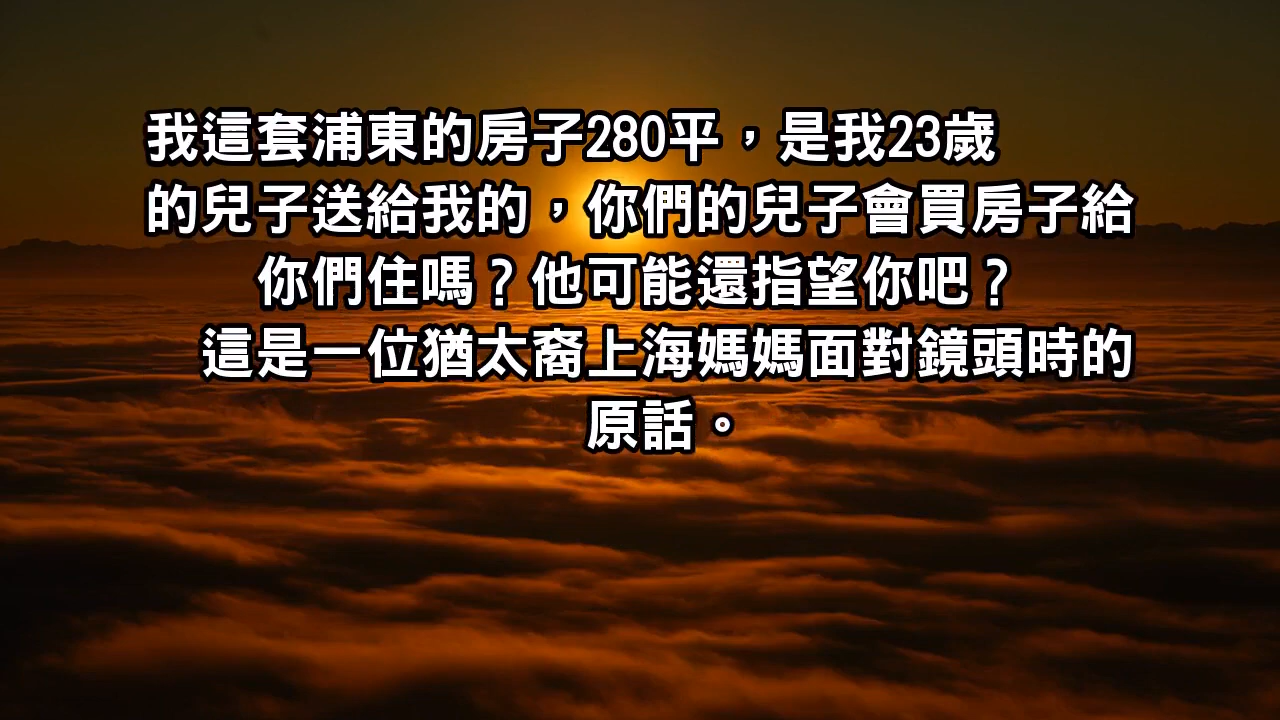 我這套浦東的房子280平，是我23歲
的兒子送給我的，你們的兒子會買房子給
你們住嗎？他可能還指望你吧？
這是一位猶太裔上海媽媽面對鏡頭時的
原話。